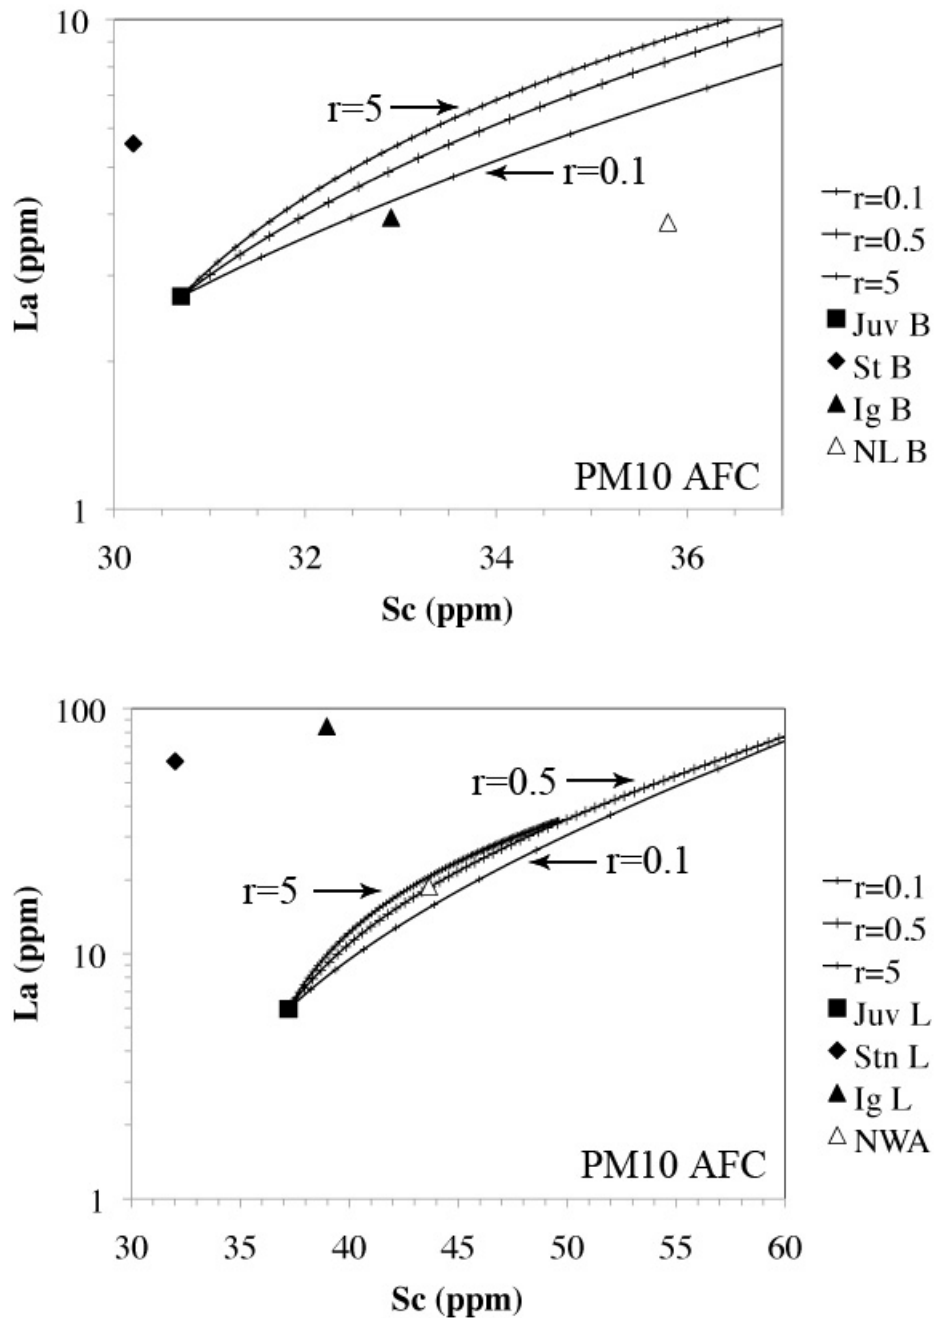 10
r=5
r=0.1
La (ppm)
r=0.1
r=0.5
r=5
Juv B
St B
Ig B
NL B
PM10 AFC
1
30 32 34 36
Sc (ppm)
100
r=0.5
r=0.1
r=5
La (ppm)
10
r=0.1
r=0.5
r=5
Juv L
Stn L
Ig L
NWA
PM10 AFC
1
30 35 40 45 50 55 60
Sc (ppm)